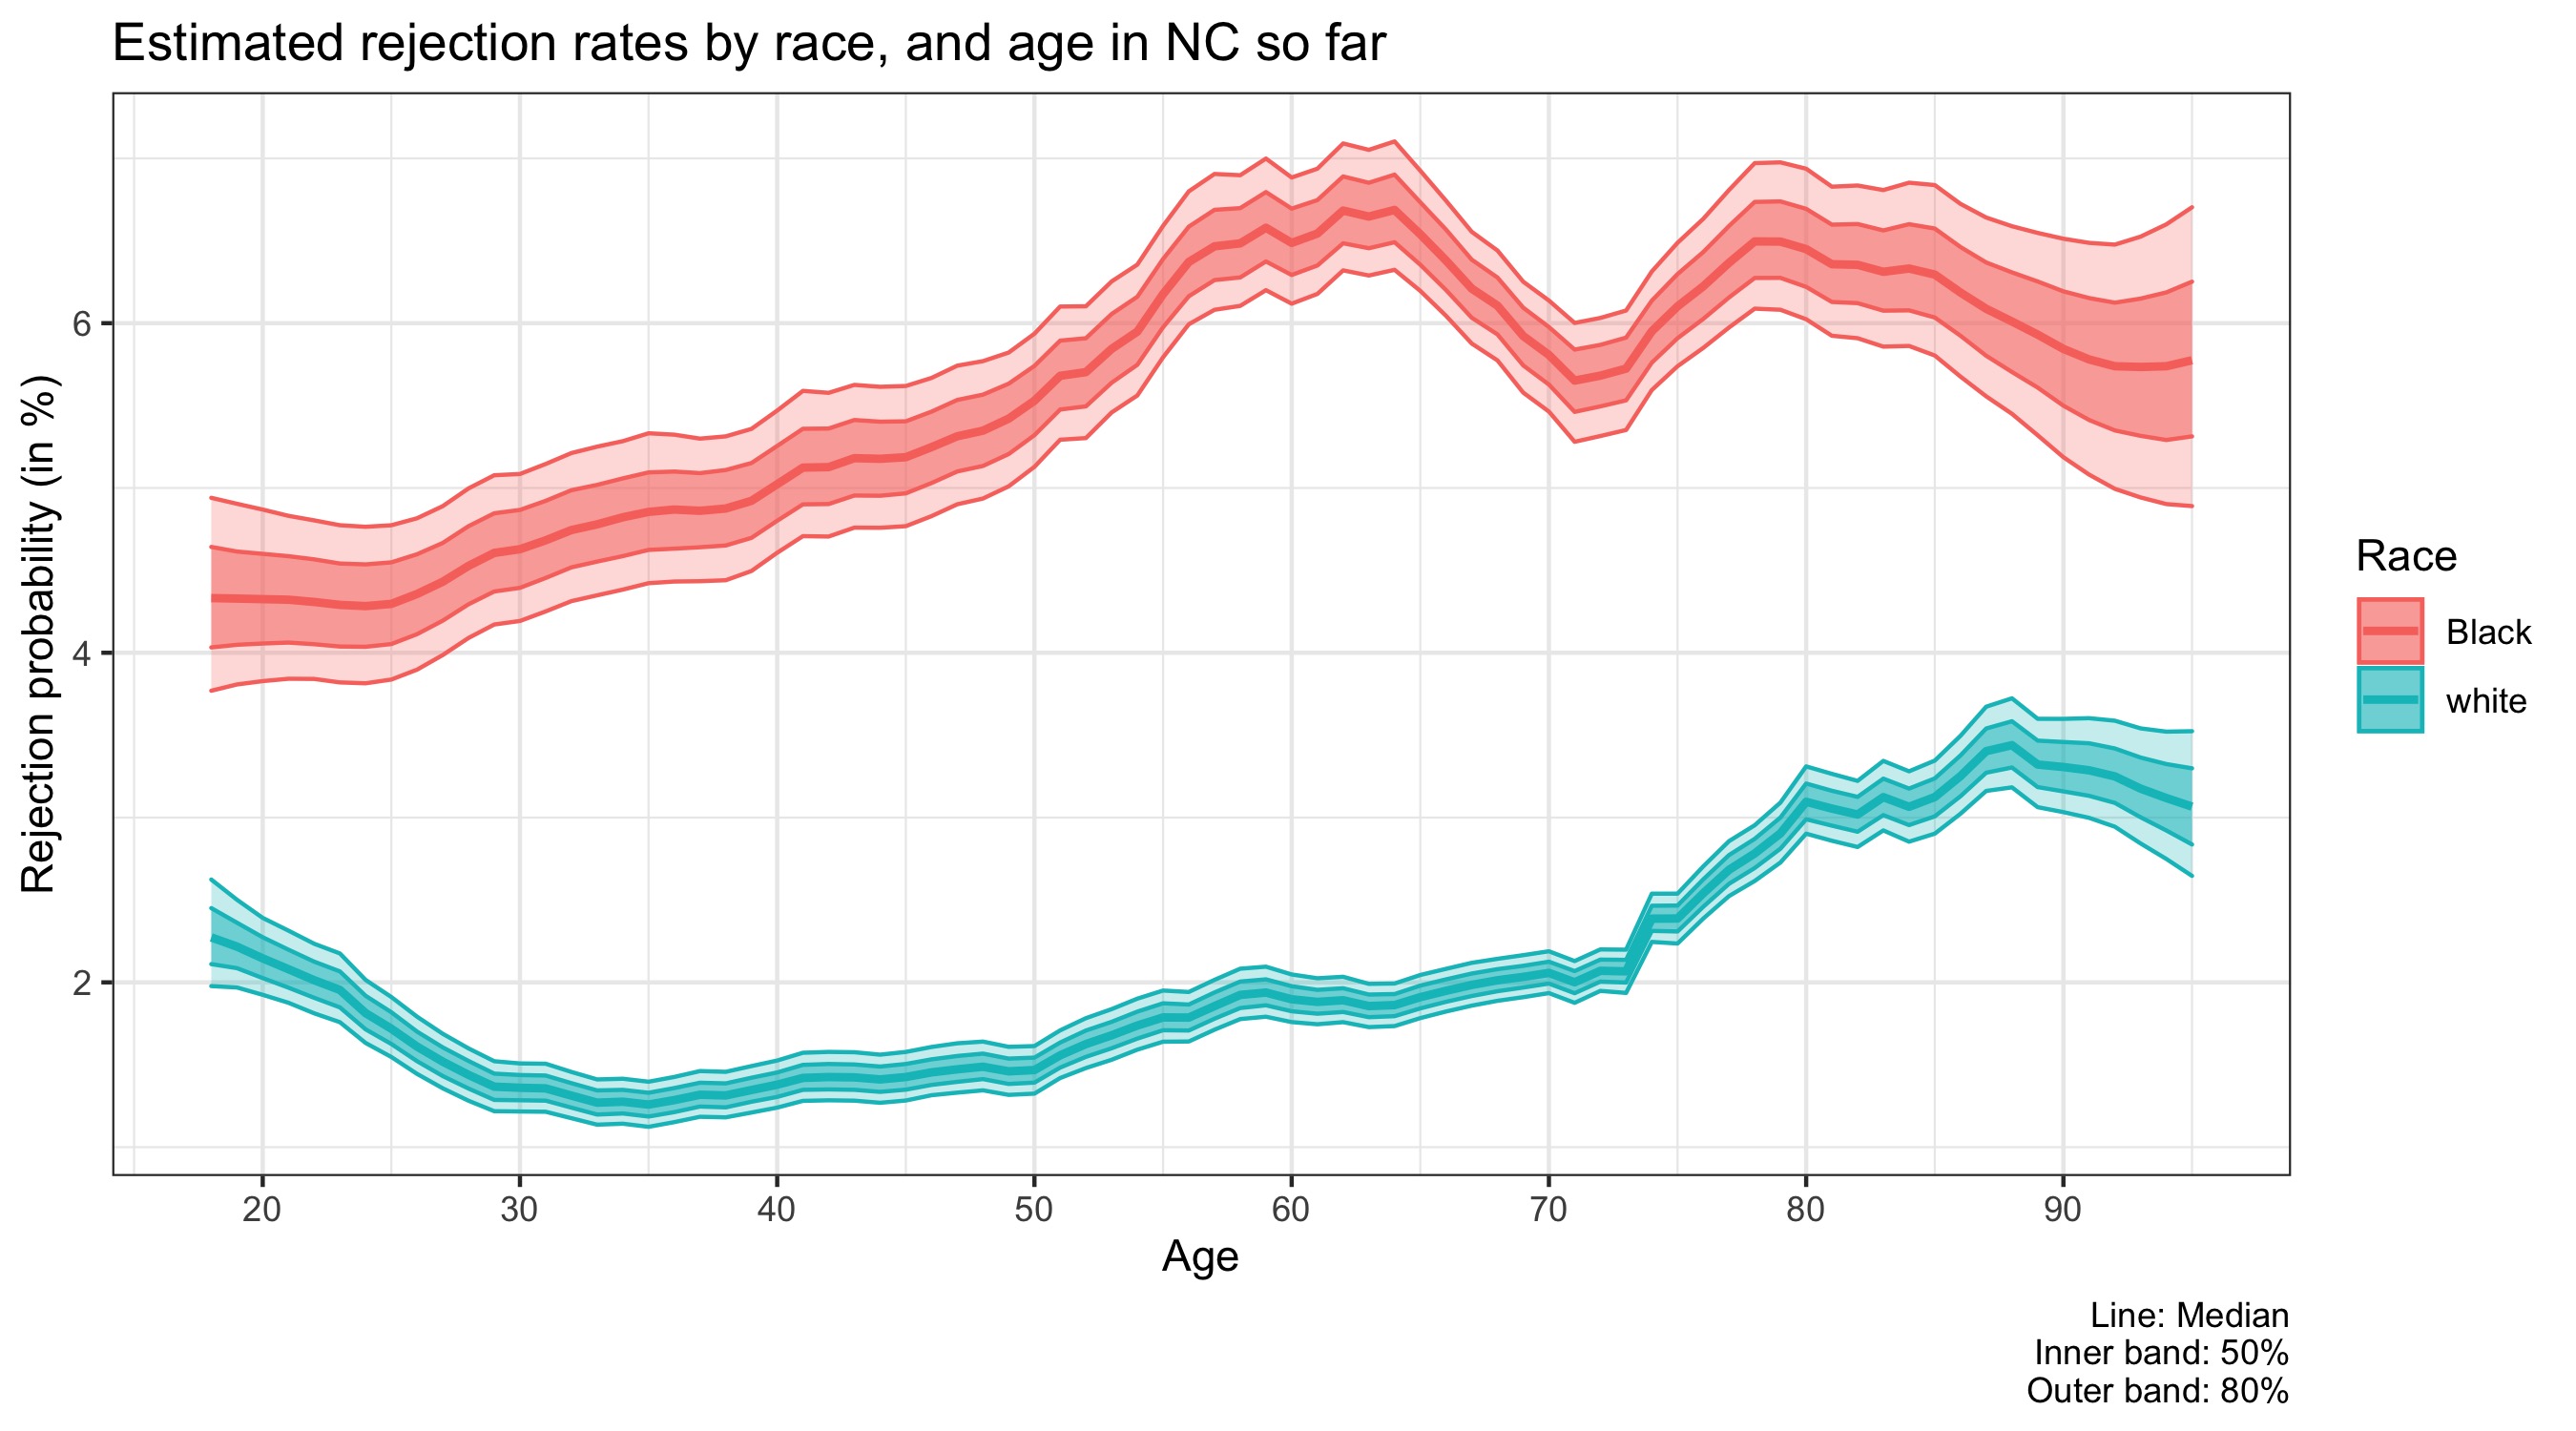 Estimated rejection rates by race, and age in NC so far
Rejection probability (in %)
6
4
2
20 30 40 50 60 70 80 90
Age
Race
Black
white
Line: Median
Inner band: 50%
Outer band: 80%